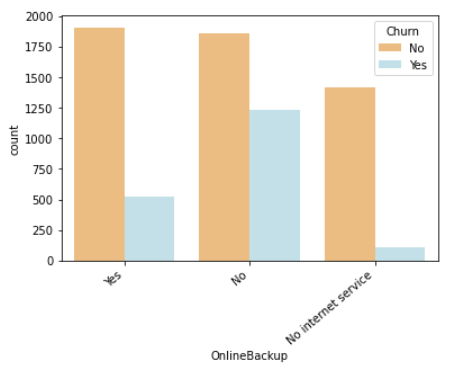 2000
1750
1500
1250
1000
750
500
250
0
count
Churn
No
Yes
Yes
No
No internet service
OnlineBackup